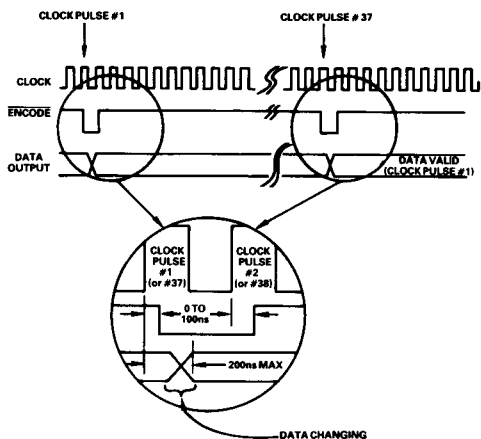 CLOCK PULSE #1
CLOCK PULSE # 37
CLOCK
ENCODE
DATA
OUTPUT
DATA VALID
(CLOCK PULSE #1)
CLOCK
PULSE
#1
(or #37)
CLOCK
PULSE
#2
(or #38)
0 TO
100ns
200ns MAX
DATA CHANGING